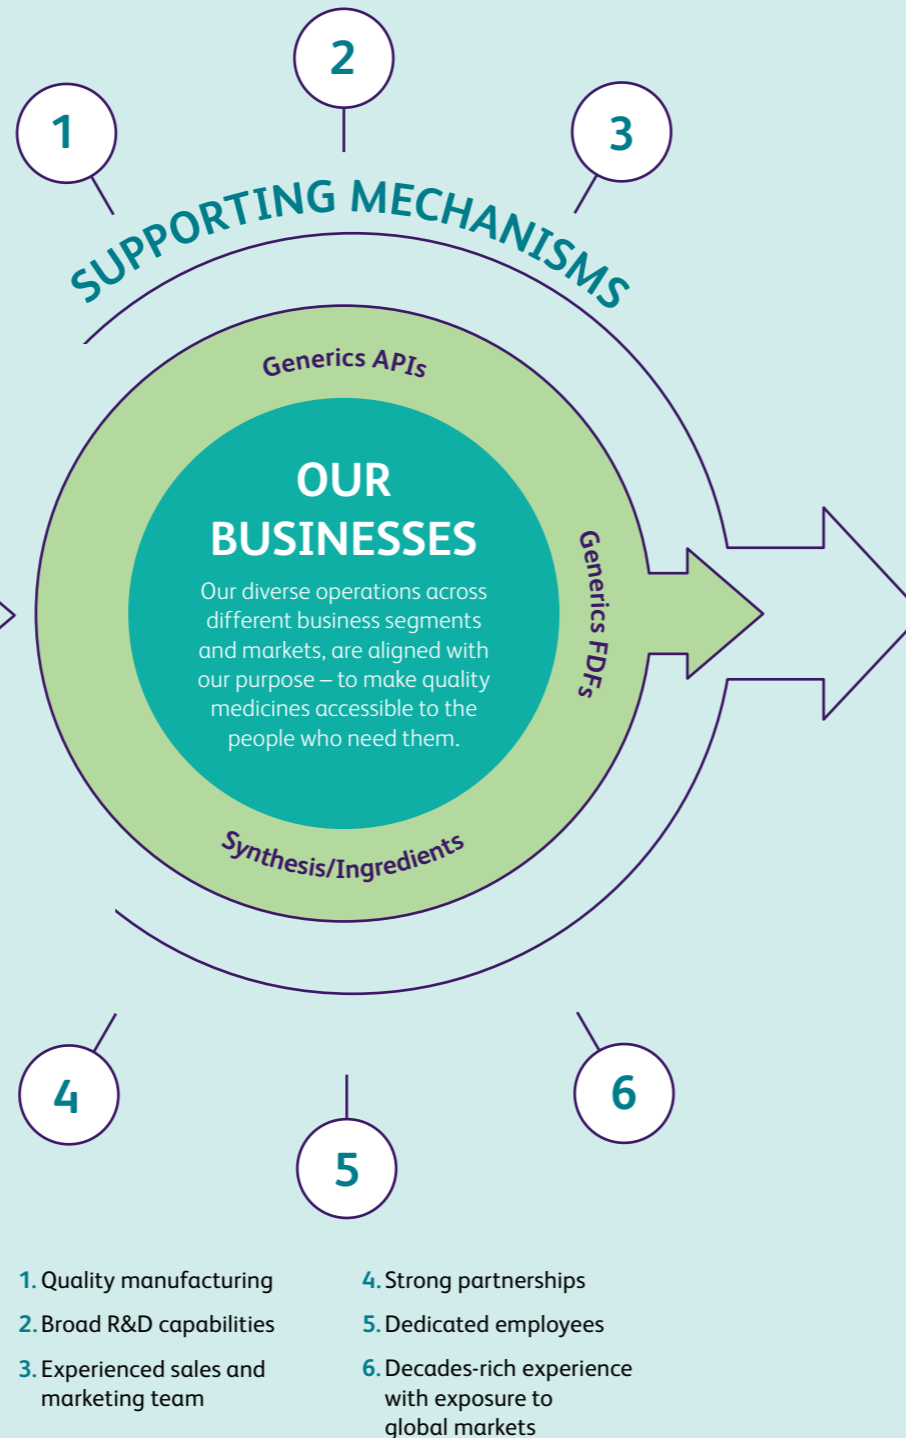 2
1
3
SUPPORTING MECHANISMS
Generics APIs
OUR
BUSINESSES
Our diverse operations across
different business segments
and markets, are aligned with
our purpose – to make quality
medicines accessible to the
people who need them.
Generics FDFs
Synthesis/Ingredients
4
6
5
1. Quality manufacturing
2. Broad R&D capabilities
3. Experienced sales and
marketing team
4. Strong partnerships
5. Dedicated employees
6. Decades-rich experience
with exposure to
global markets